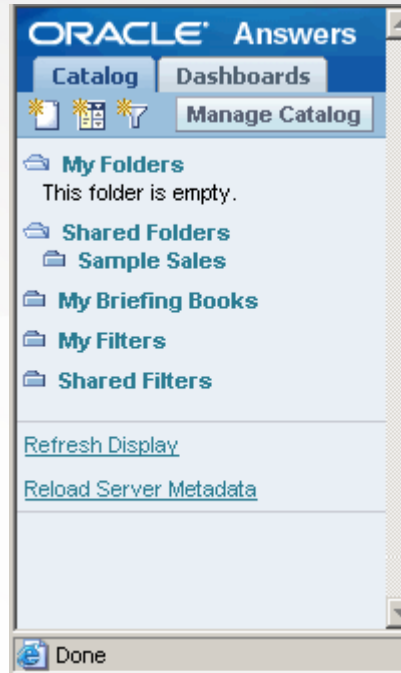 ORACLE Answers
Catalog Dashboards
Manage Catalog
My Folders
This folder is empty.
Shared Folders
Sample Sales
My Briefing Books
My Filters
Shared Filters
Refresh Display
Reload Server Metadata
Done